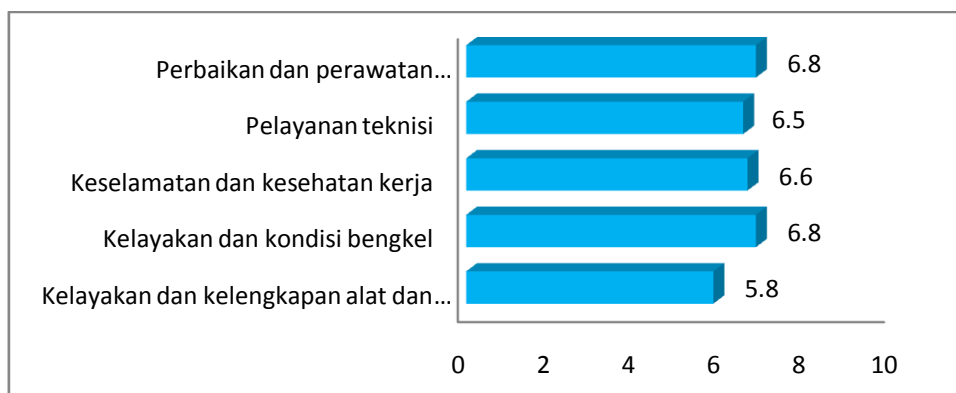 Perbaikan dan perawatan... 6.8
Pelayanan teknisi 6.5
Keselamatan dan kesehatan kerja 6.6
Kelayakan dan kondisi bengkel 6.8
Kelayakan dan kelengkapan alat dan... 5.8
0 2 4 6 8 10